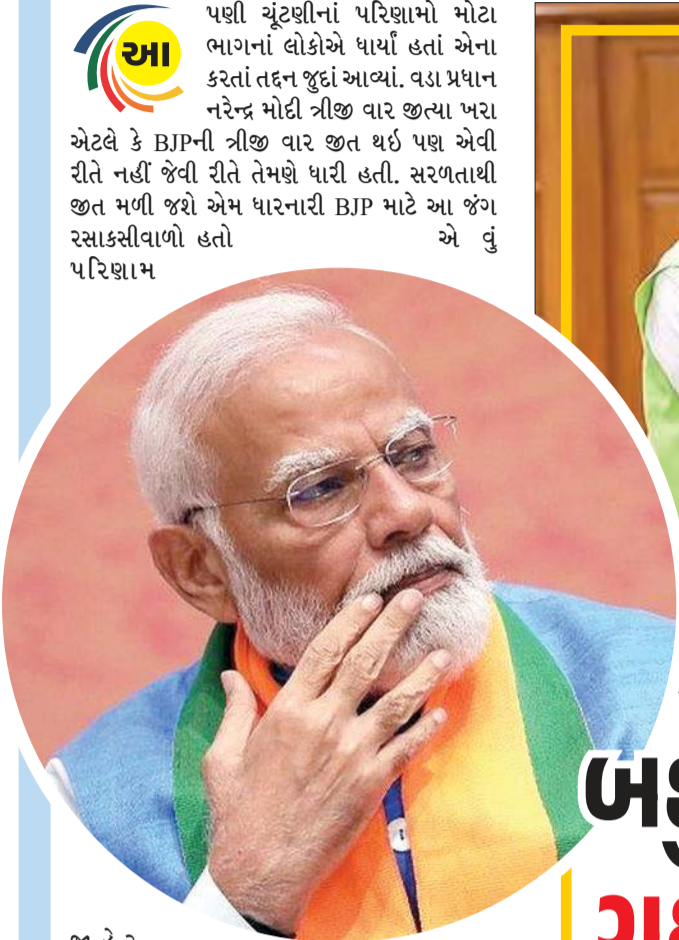 આ
પણી ચૂંટણીનાં પરિણામો મોટા
ભાગનાં લોકોએ ધાર્યાં હતાં એના
કરતાં તદ્દન જુદાં આવ્યાં. વડા પ્રધાન
નરેન્દ્ર મોદી ત્રીજી વાર જીત્યા ખરા
એટલે કે BJPની ત્રીજી વાર જીત થઇ પણ એવી
રીતે નહીં જેવી રીતે તેમણે ધારી હતી. સરળતાથી
જીત મળી જશે એમ ધારનારી BJP માટે આ જંગ
રસાકસીવાળો હતો એ વું
પરિણામ